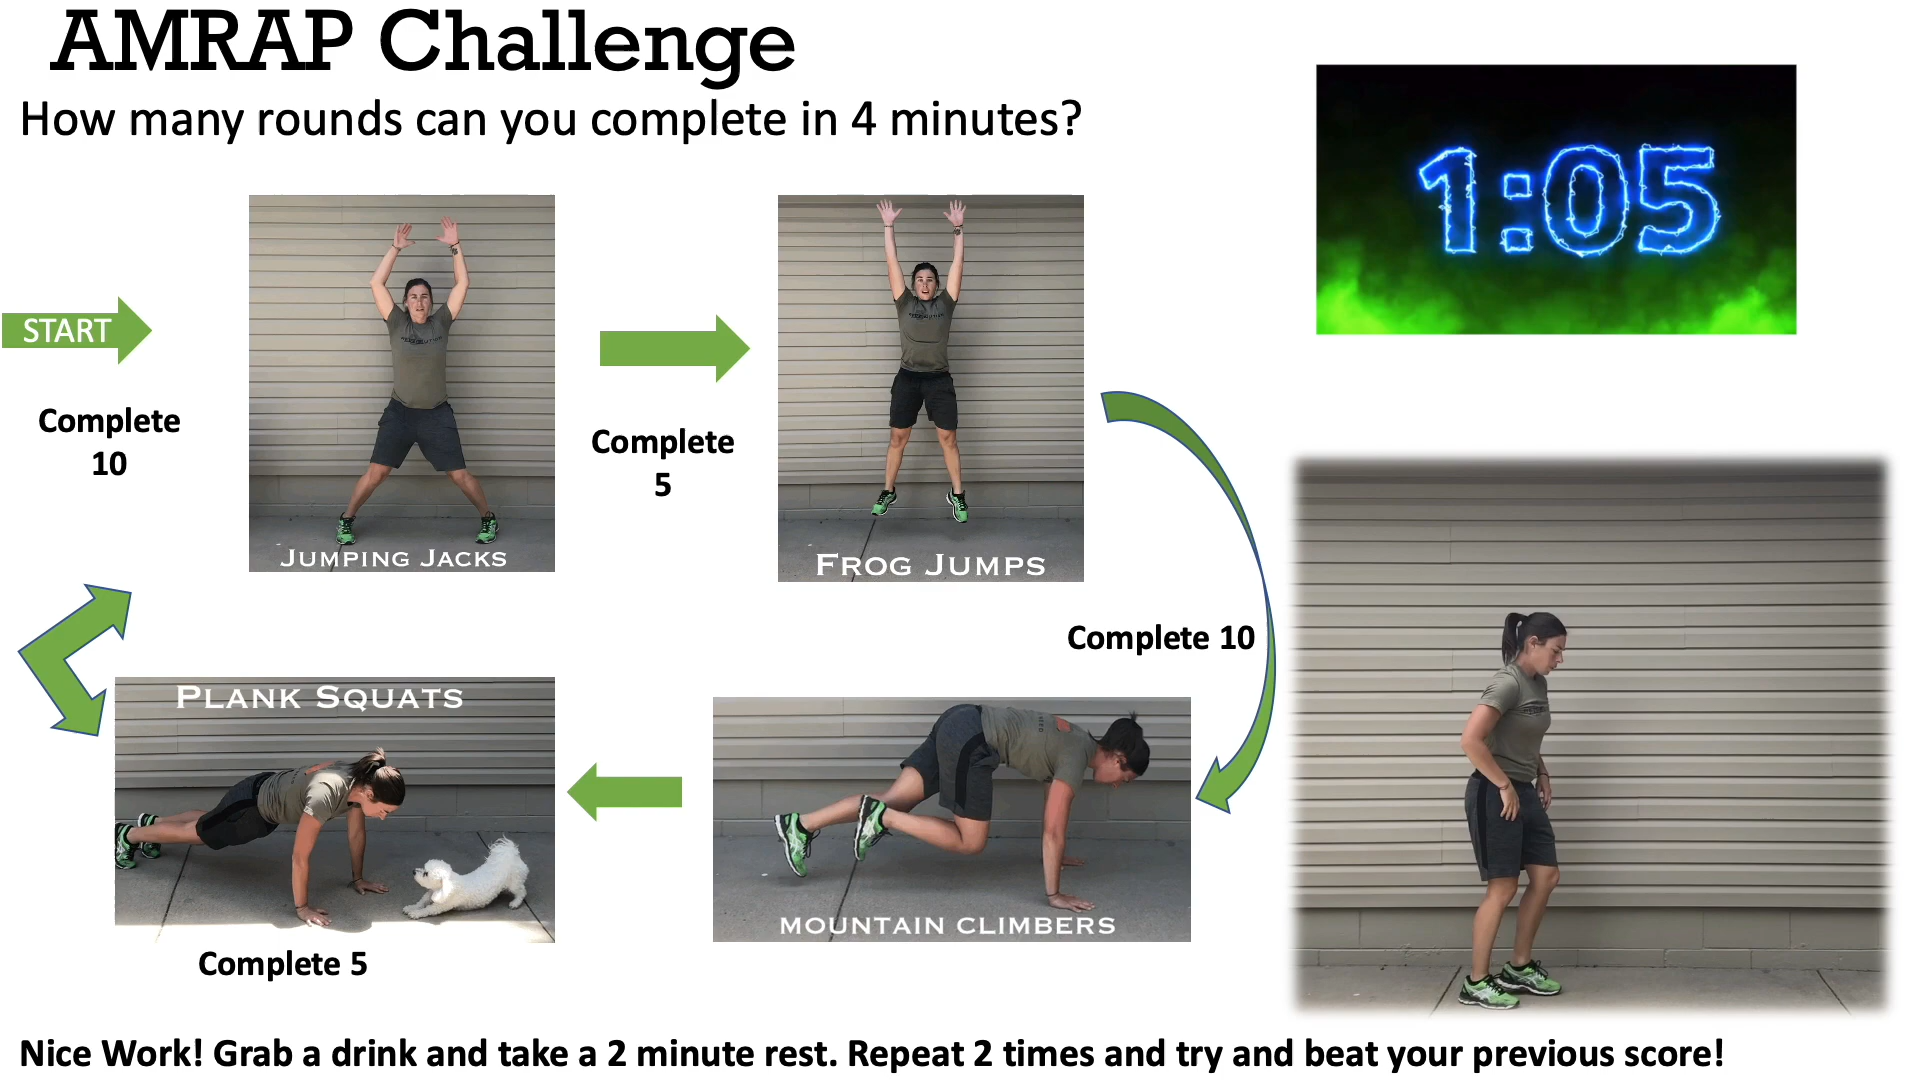 AMRAP Challenge
How many rounds can you complete in 4 minutes?
1:05
START
Complete
10
JUMPING JACKS
Complete
5
FROG JUMPS
Complete 10
MOUNTAIN CLIMBERS
PLANK SQUATS
Complete 5
Nice Work! Grab a drink and take a 2 minute rest. Repeat 2 times and try and beat your previous score!